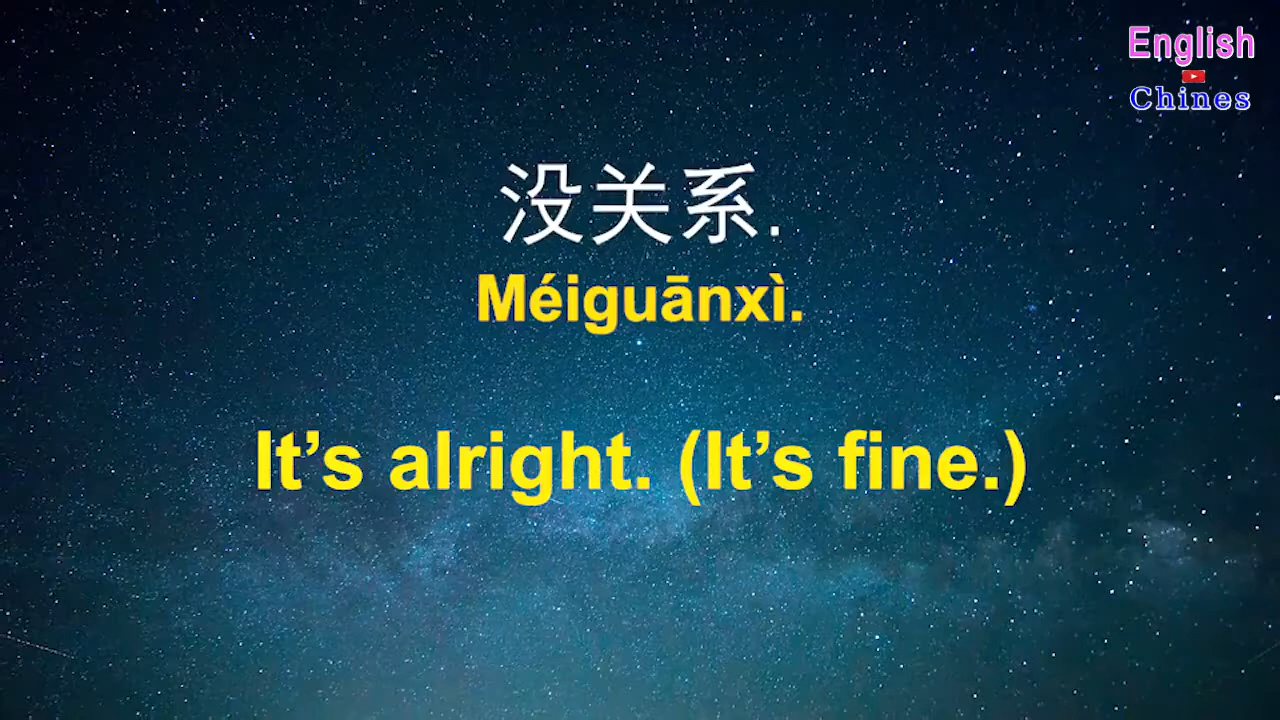 English
Chines
没关系.
Méiguānxì.
It’s alright. (It’s fine.)